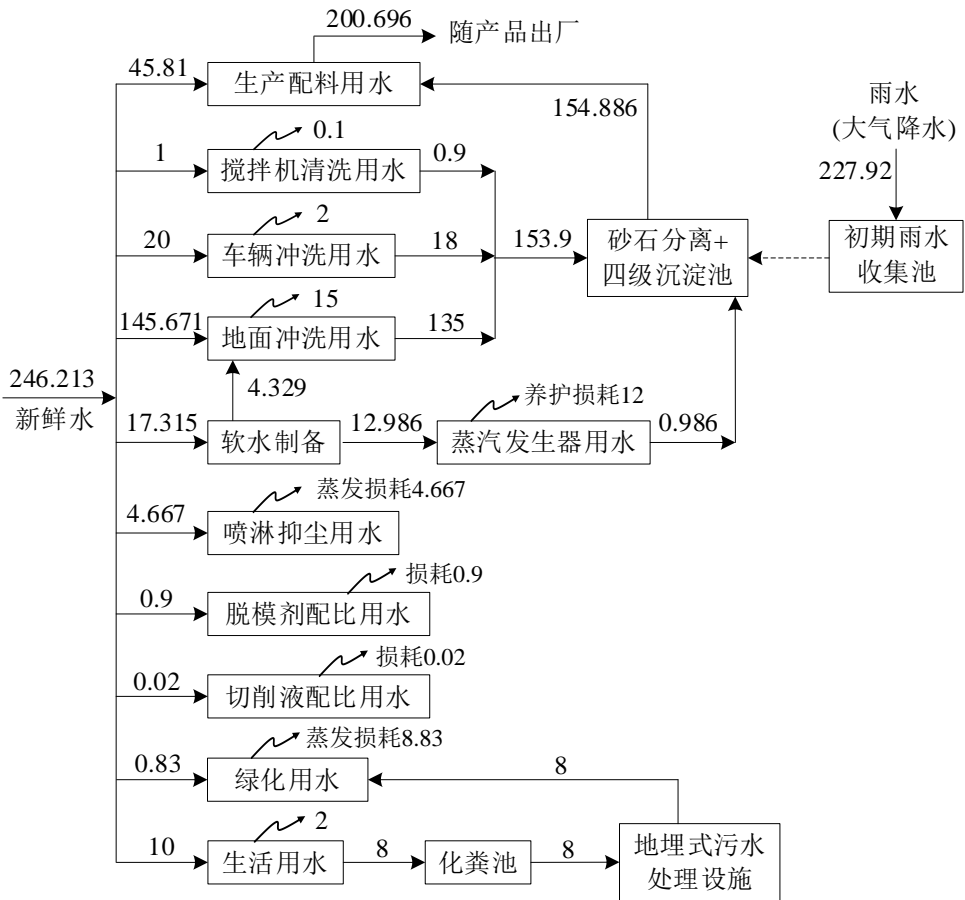 200.696
随产品出厂
45.81
生产配料用水
154.886
雨水
(大气降水)
227.92
0.1
1
搅拌机清洗用水
0.9
2
20
车辆冲洗用水
18
153.9
砂石分离+
四级沉淀池
初期雨水
收集池
15
145.671
地面冲洗用水
135
246.213
新鲜水
4.329
养护损耗12
17.315
软水制备
12.986
蒸汽发生器用水
0.986
蒸发损耗4.667
4.667
喷淋抑尘用水
损耗0.9
0.9
脱模剂配比用水
损耗0.02
0.02
切削液配比用水
蒸发损耗8.83
0.83
绿化用水
8
2
10
生活用水
8
化粪池
8
地埋式污水
处理设施